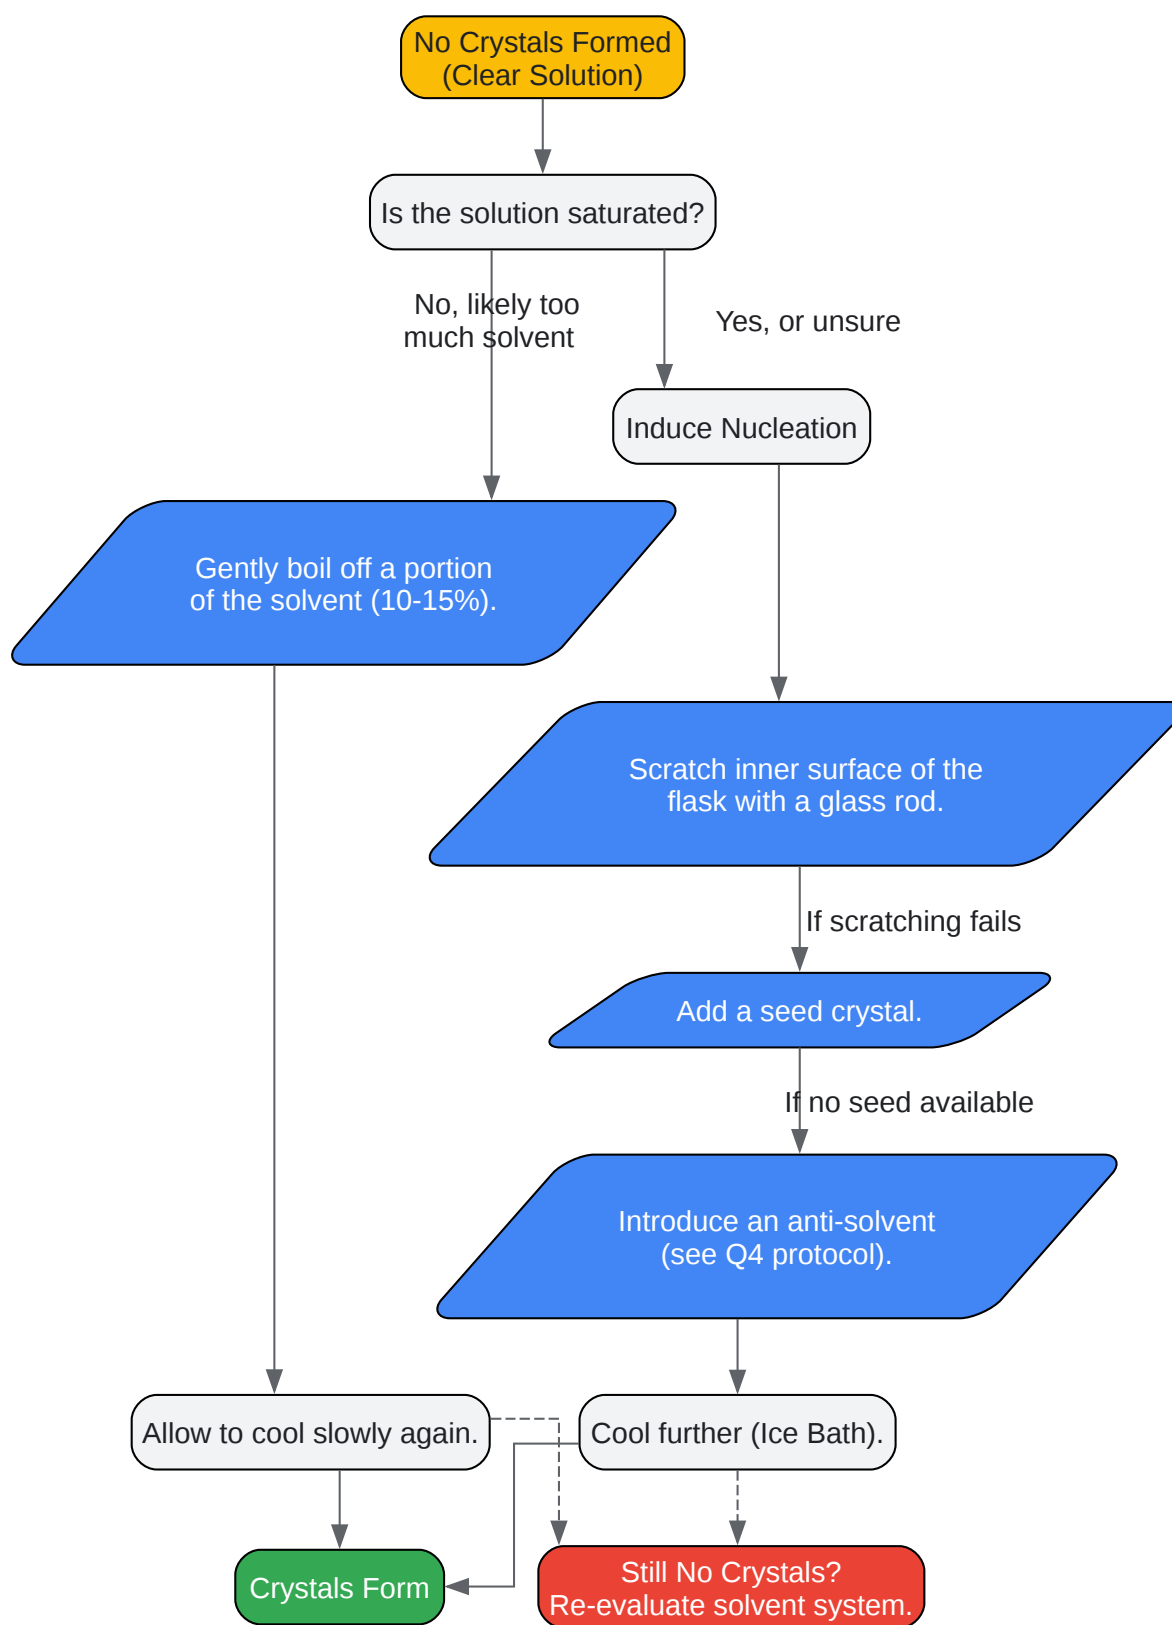 No Crystals Formed
(Clear Solution)
Is the solution saturated?
No, likely too
much solvent
Yes, or unsure
Induce Nucleation
Gently boil off a portion
of the solvent (10-15%).
Scratch inner surface of the
flask with a glass rod.
If scratching fails
Add a seed crystal.
If no seed available
Introduce an anti-solvent
(see Q4 protocol).
Allow to cool slowly again.
Cool further (Ice Bath).
Crystals Form
Still No Crystals?
Re-evaluate solvent system.